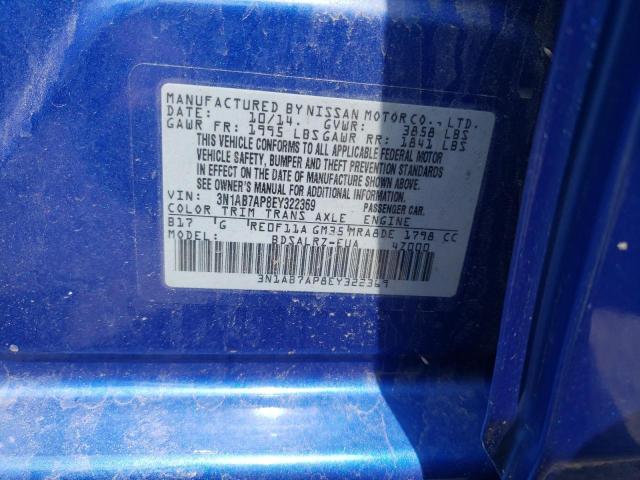 MANUFACTURED BY NISSAN MOTOR CO., LTD.
DATE: 10/14. GVWR: 3858 LBS
GAWR FR: 1995 LBS GAWR RR: 1841 LBS
THIS VEHICLE CONFORMS TO ALL APPLICABLE FEDERAL MOTOR
VEHICLE SAFETY, BUMPER AND THEFT PREVENTION STANDARDS
IN EFFECT ON THE DATE OF MANUFACTURE SHOWN ABOVE.
SEE OWNER'S MANUAL FOR ADDITIONAL INFORMATION.
VIN: 3N1AB7AP8EY322369 PASSENGER CAR.
COLOR TRIM TRANS AXLE ENGINE
B17 G RE0F11A GM35 MRA8DE 1798 CC
MODEL: BDSALRZ-EUA 4Z000
3N1AB7AP8EY322369